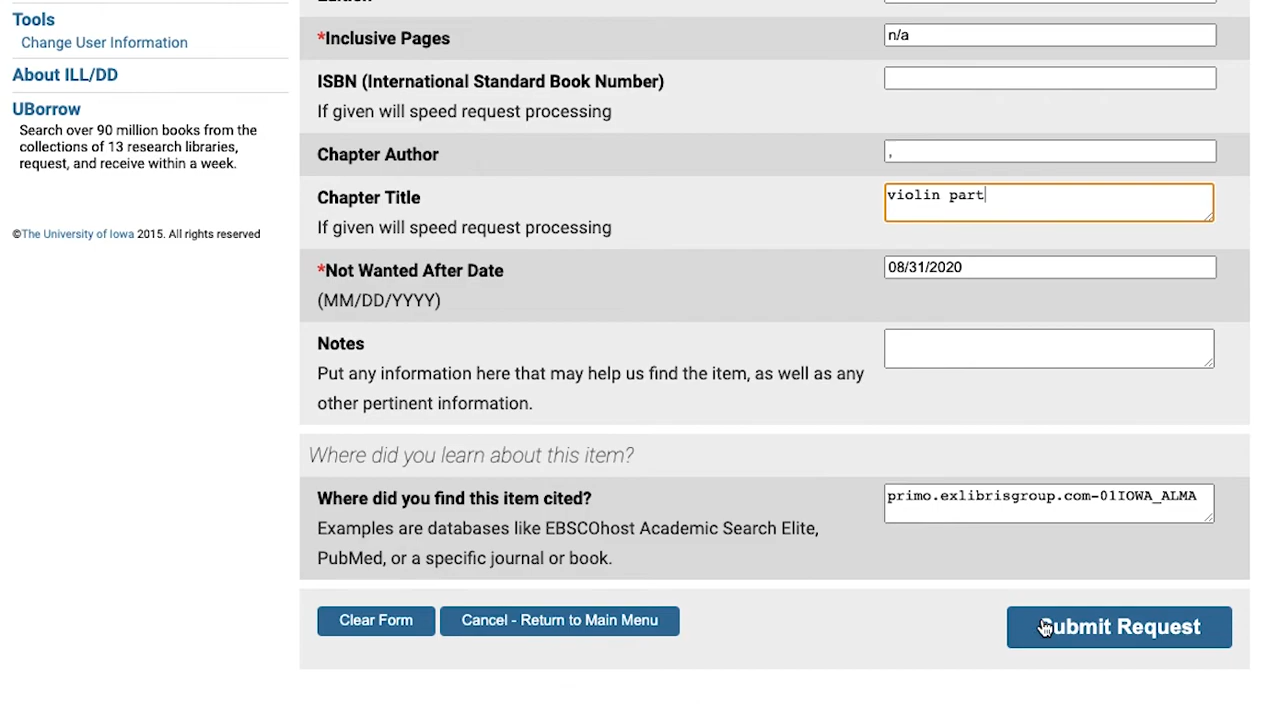 Tools
Change User Information
About ILL/DD
UBorrow
Search over 90 million books from the
collections of 13 research libraries,
request, and receive within a week.
©The University of Iowa 2015. All rights reserved
*Inclusive Pages
n/a
ISBN (International Standard Book Number)
If given will speed request processing
Chapter Author
,
Chapter Title
violin part
If given will speed request processing
*Not Wanted After Date
08/31/2020
(MM/DD/YYYY)
Notes
Put any information here that may help us find the item, as well as any
other pertinent information.
Where did you learn about this item?
Where did you find this item cited?
primo.exlibrisgroup.com-01IOWA_ALMA
Examples are databases like EBSCOhost Academic Search Elite,
PubMed, or a specific journal or book.
Clear Form
Cancel - Return to Main Menu
Submit Request